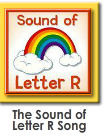 Sound of
Letter R
The Sound of
Letter R Song